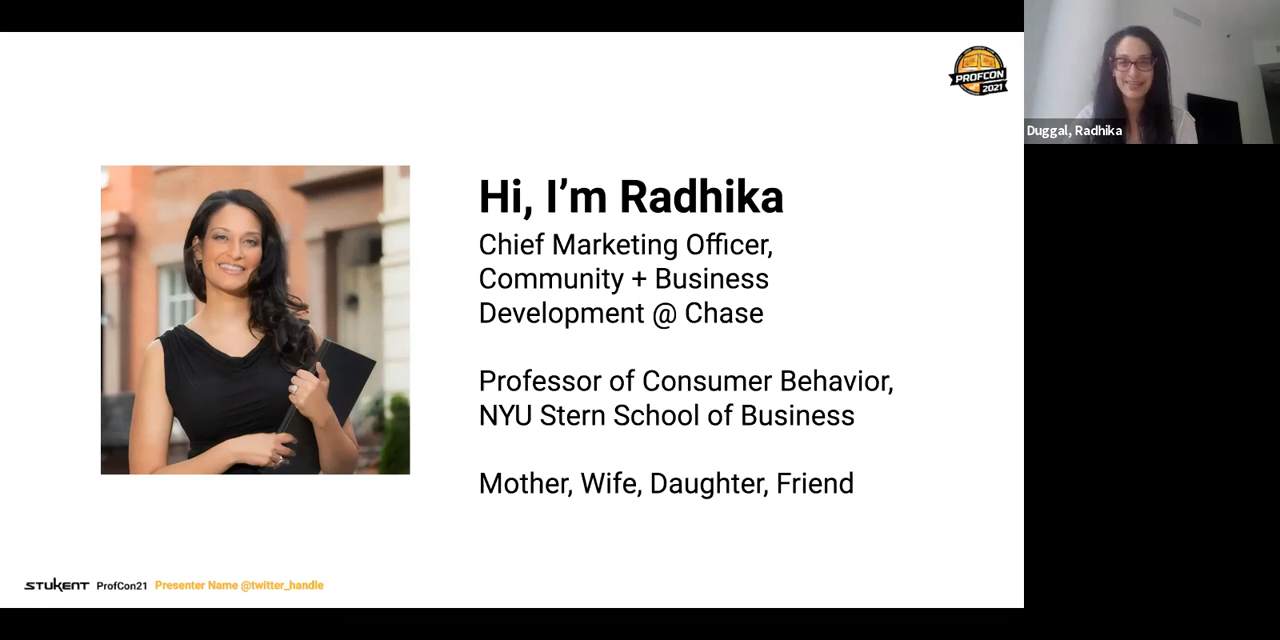 PROFCON
2021
Duggal, Radhika
Hi, I’m Radhika
Chief Marketing Officer,
Community + Business
Development @ Chase
Professor of Consumer Behavior,
NYU Stern School of Business
Mother, Wife, Daughter, Friend
STUKENT ProfCon21 Presenter Name @twitter_handle